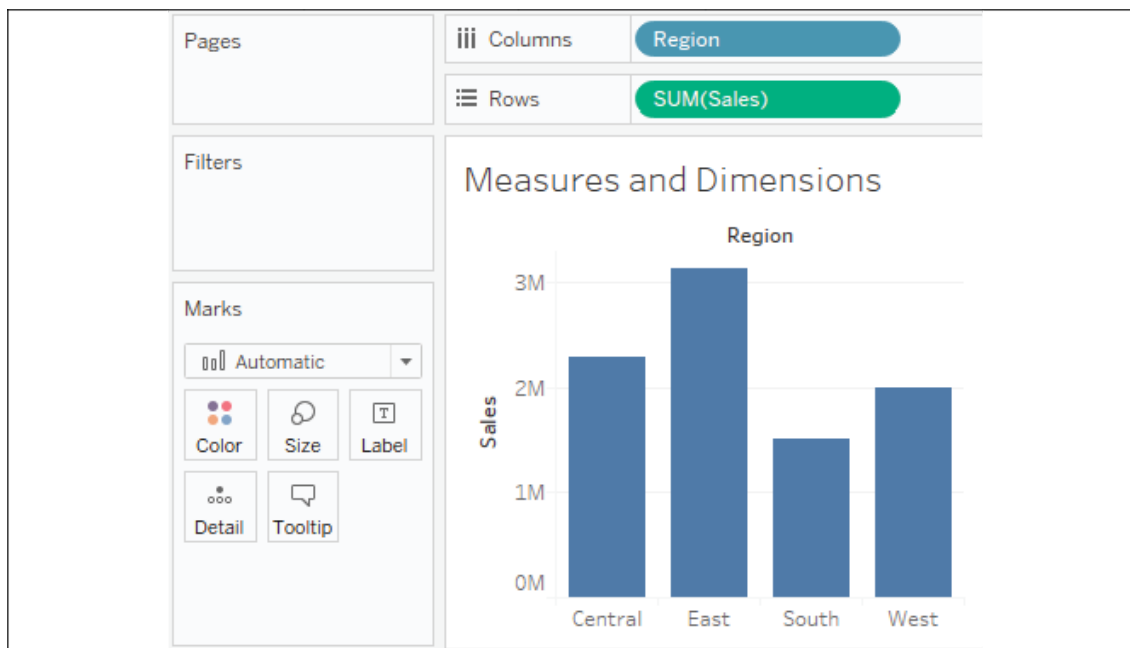 Pages
Columns
Region
Rows
SUM(Sales)
Filters
Measures and Dimensions
Region
Marks
Automatic
Color
Size
T
Label
Detail
Tooltip
Sales
3M
2M
1M
0M
Central
East
South
West